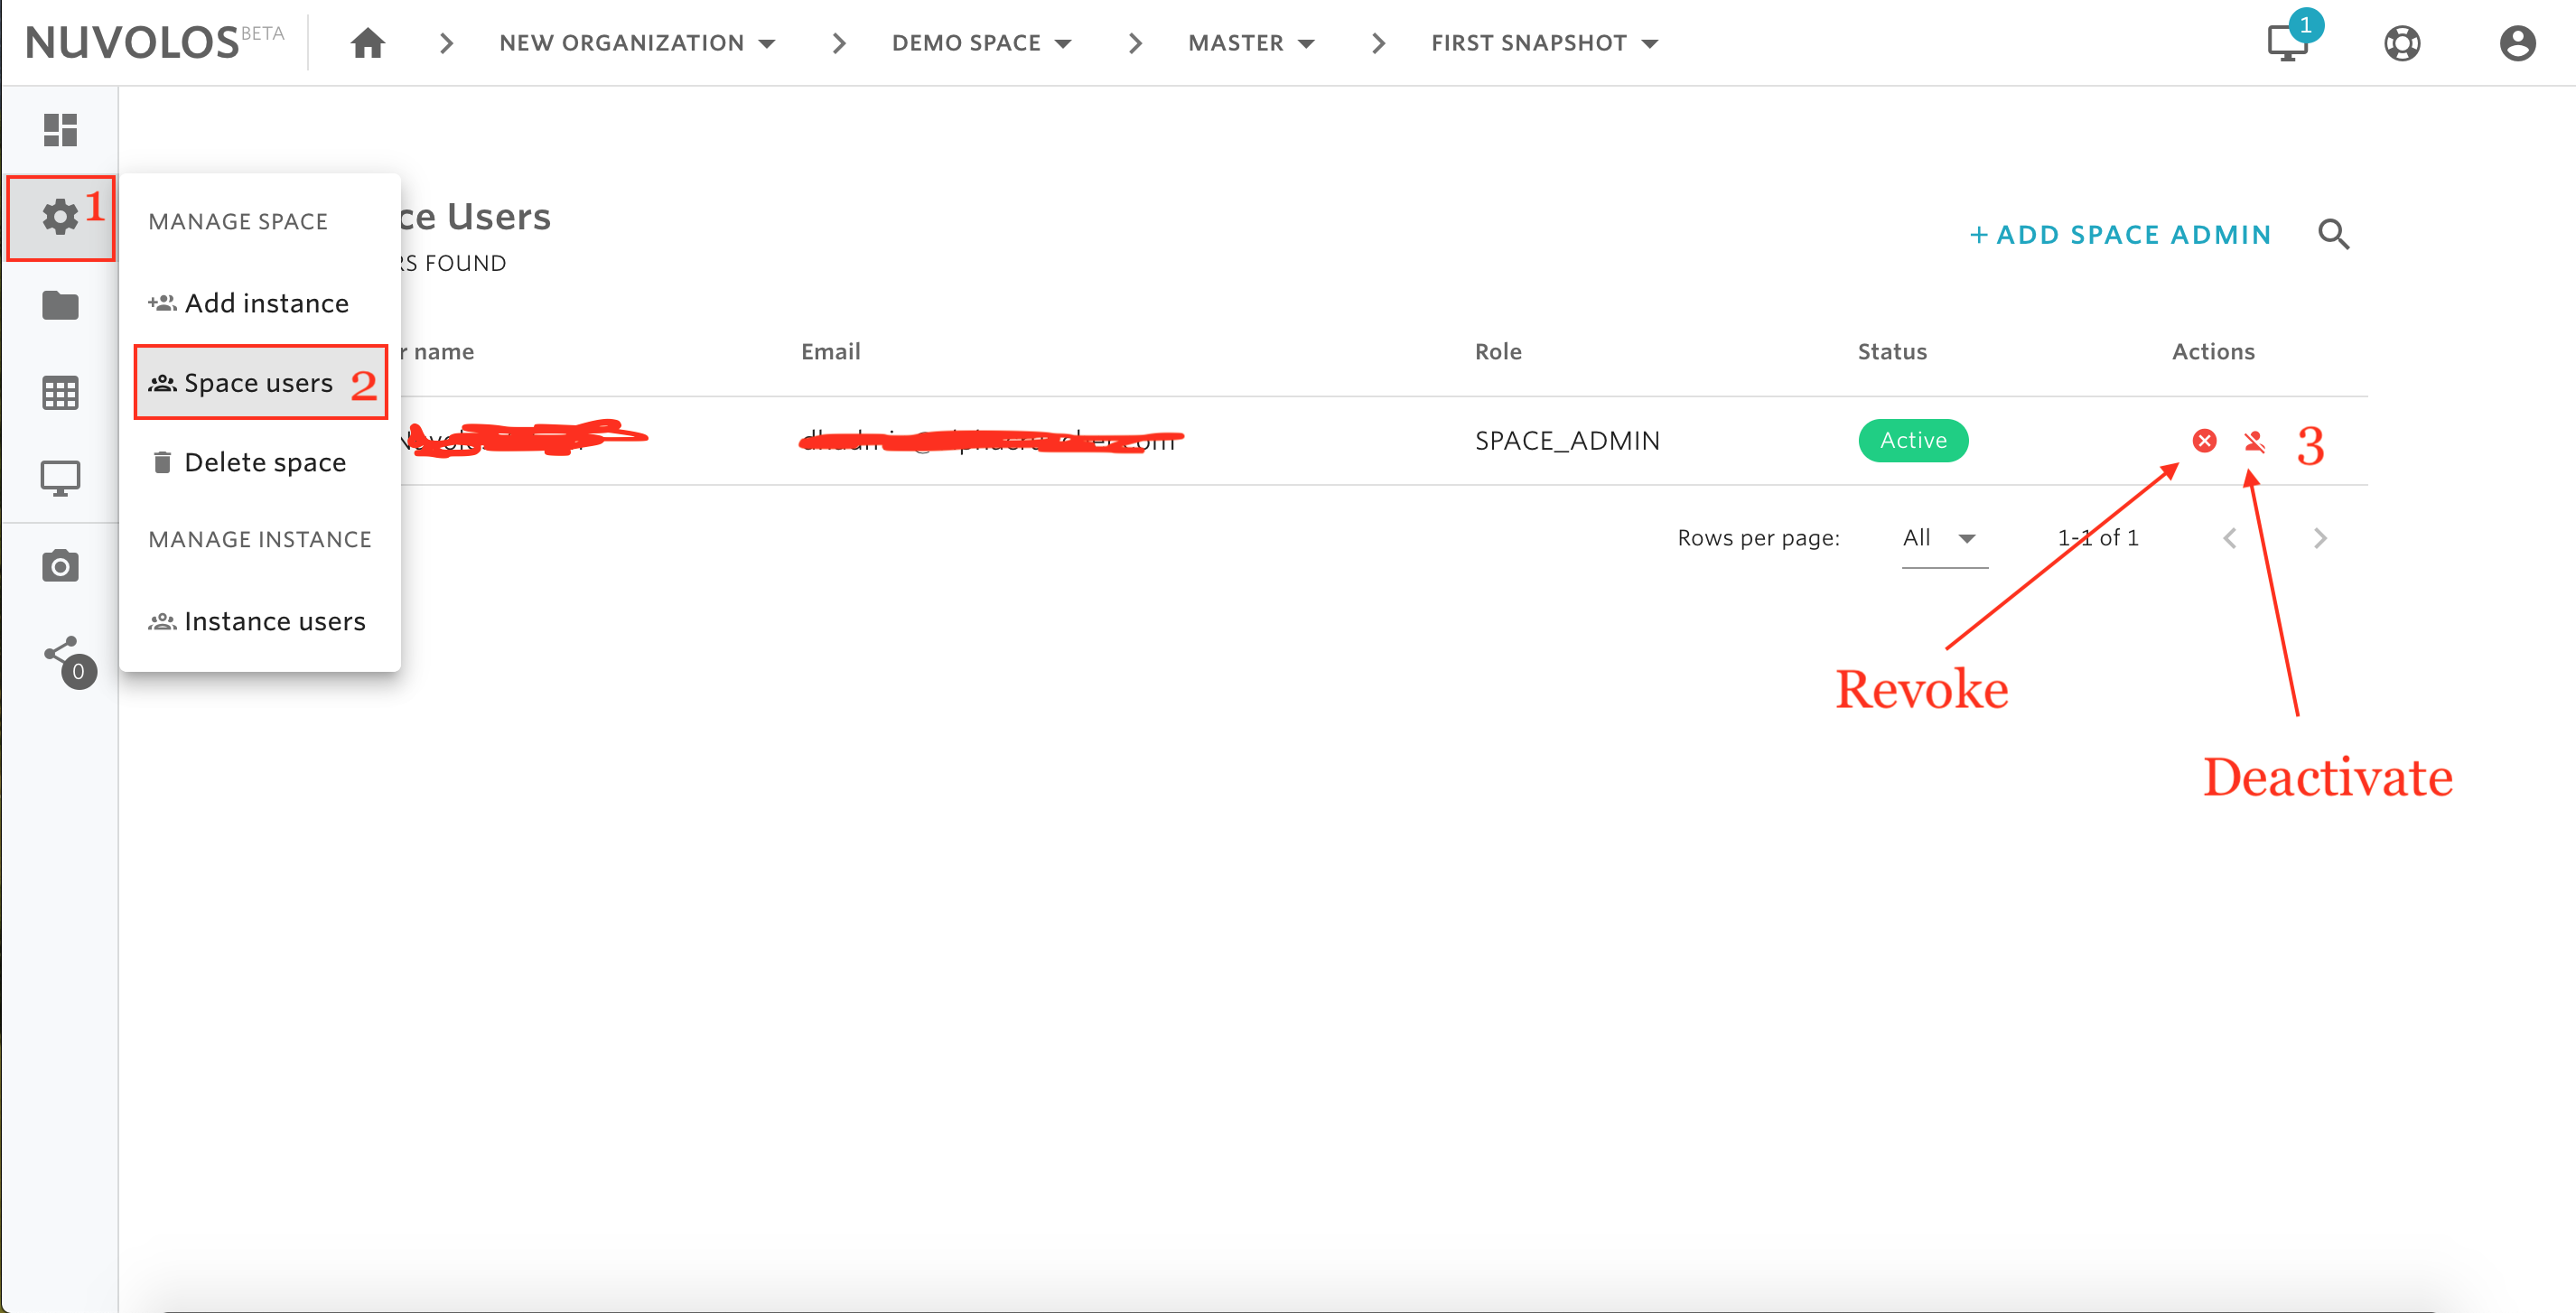 NUVOLOS BETA
NEW ORGANIZATION
DEMO SPACE
MASTER
FIRST SNAPSHOT
1
1
MANAGE SPACE
Add instance
Space users 2
Delete space
MANAGE INSTANCE
Instance users
0
ce Users
RS FOUND
+ ADD SPACE ADMIN
r name Email Role Status Actions
SPACE_ADMIN Active 3
Rows per page: All 1-1 of 1
Revoke
Deactivate